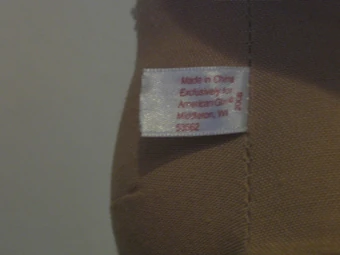 Made in China
Exclusively for
American Girl®
Middleton, WI
53562